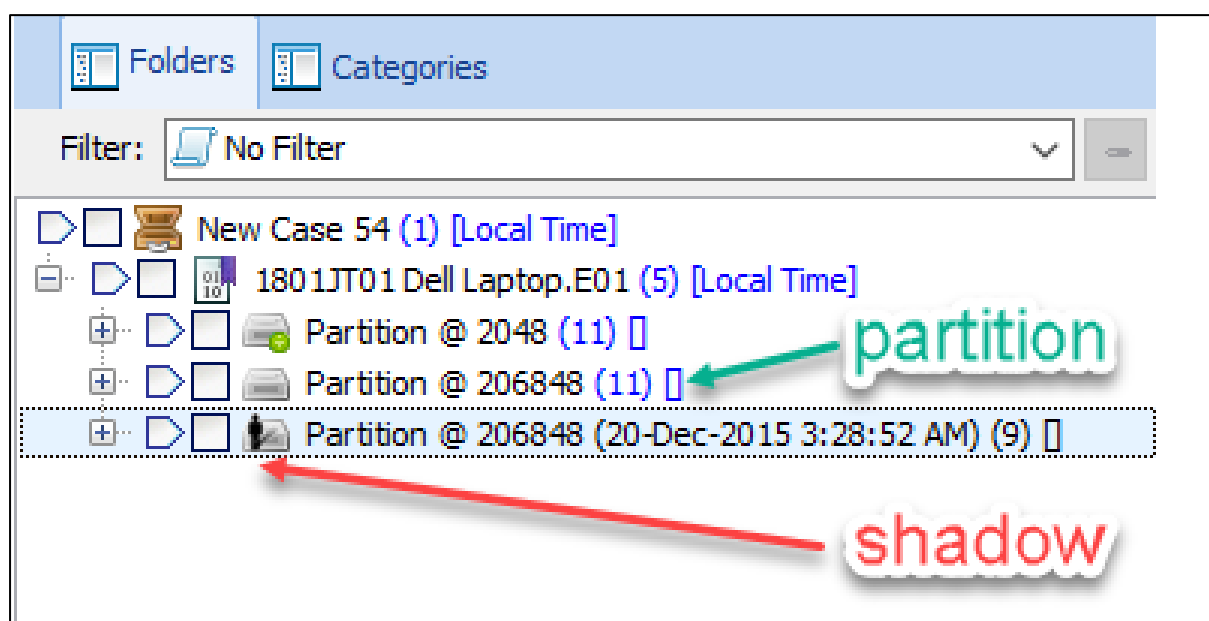 Folders Categories
Filter: No Filter
New Case 54 (1) [Local Time]
1801JT01 Dell Laptop.E01 (5) [Local Time]
Partition @ 2048 (11) []
partition
Partition @ 206848 (11) []
Partition @ 206848 (20-Dec-2015 3:28:52 AM) (9) []
shadow